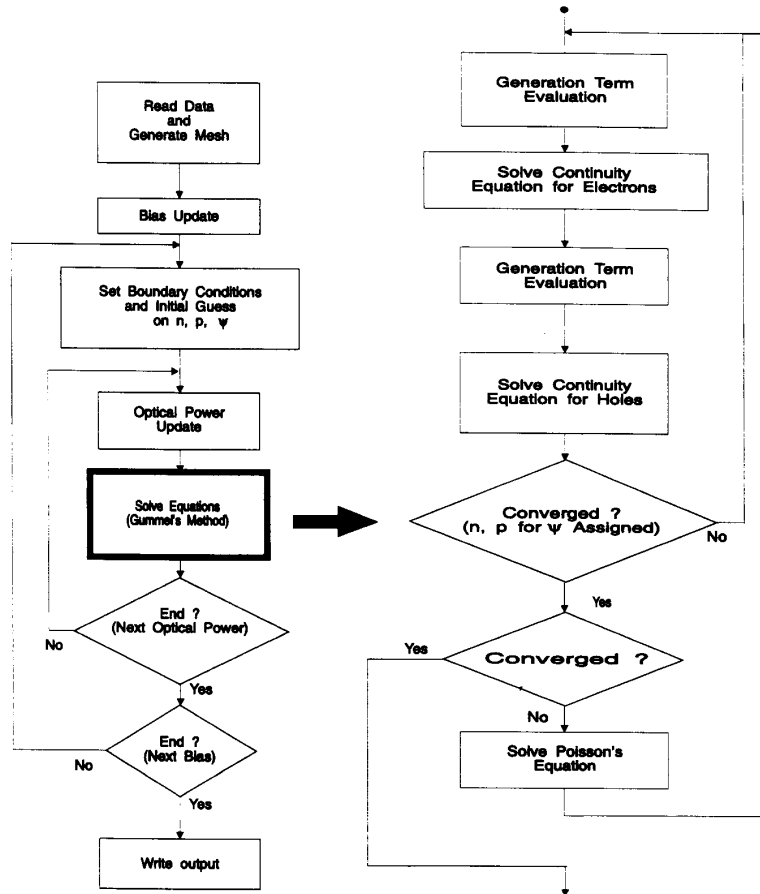 Read Data
and
Generate Mesh
Bias Update
Set Boundary Conditions
and Initial Guess
on n, p, ψ
Optical Power
Update
Solve Equations
(Gummel's Method)
End ?
(Next Optical Power)
No
Yes
End ?
(Next Bias)
No
Yes
Write output
Generation Term
Evaluation
Solve Continuity
Equation for Electrons
Generation Term
Evaluation
Solve Continuity
Equation for Holes
Converged ?
(n, p for ψ Assigned)
No
Yes
Converged ?
Yes
No
Solve Poisson's
Equation